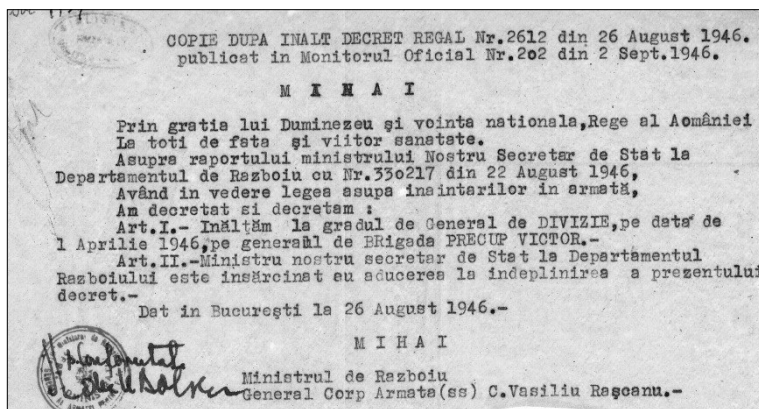 COPIE DUPA INALT DECRET REGAL Nr.2612 din 26 August 1946.
publicat in Monitorul Oficial Nr.202 din 2 Sept.1946.
M I H A I
Prin gratia lui Duminezeu şi vointa nationala,Rege al Aomâniei
La toti de fata şi viitor sanatate.
Asupra raportului ministrului Nostru Secretar de Stat la
Departamentul de Razboiu cu Nr.330217 din 22 August 1946,
Având in vedere legea asupa inaintarilor in armată,
Am decretat si decretam :
Art.I.- Inălţăm la gradul de General de DIVIZIE,pe data de
1 Aprilie 1946,pe generalul de BRigada PRECUP VICTOR.-
Art.II.-Ministru nostru secretar de Stat la Departamentul
Razboiului este insărcinat cu aducerea la indeplinirea a prezentului
decret.-
Dat in Bucureşti la 26 August 1946.-
M I H A I
Ministrul de Razboiu
General Corp Armata(ss) C.Vasiliu Raşcanu.-